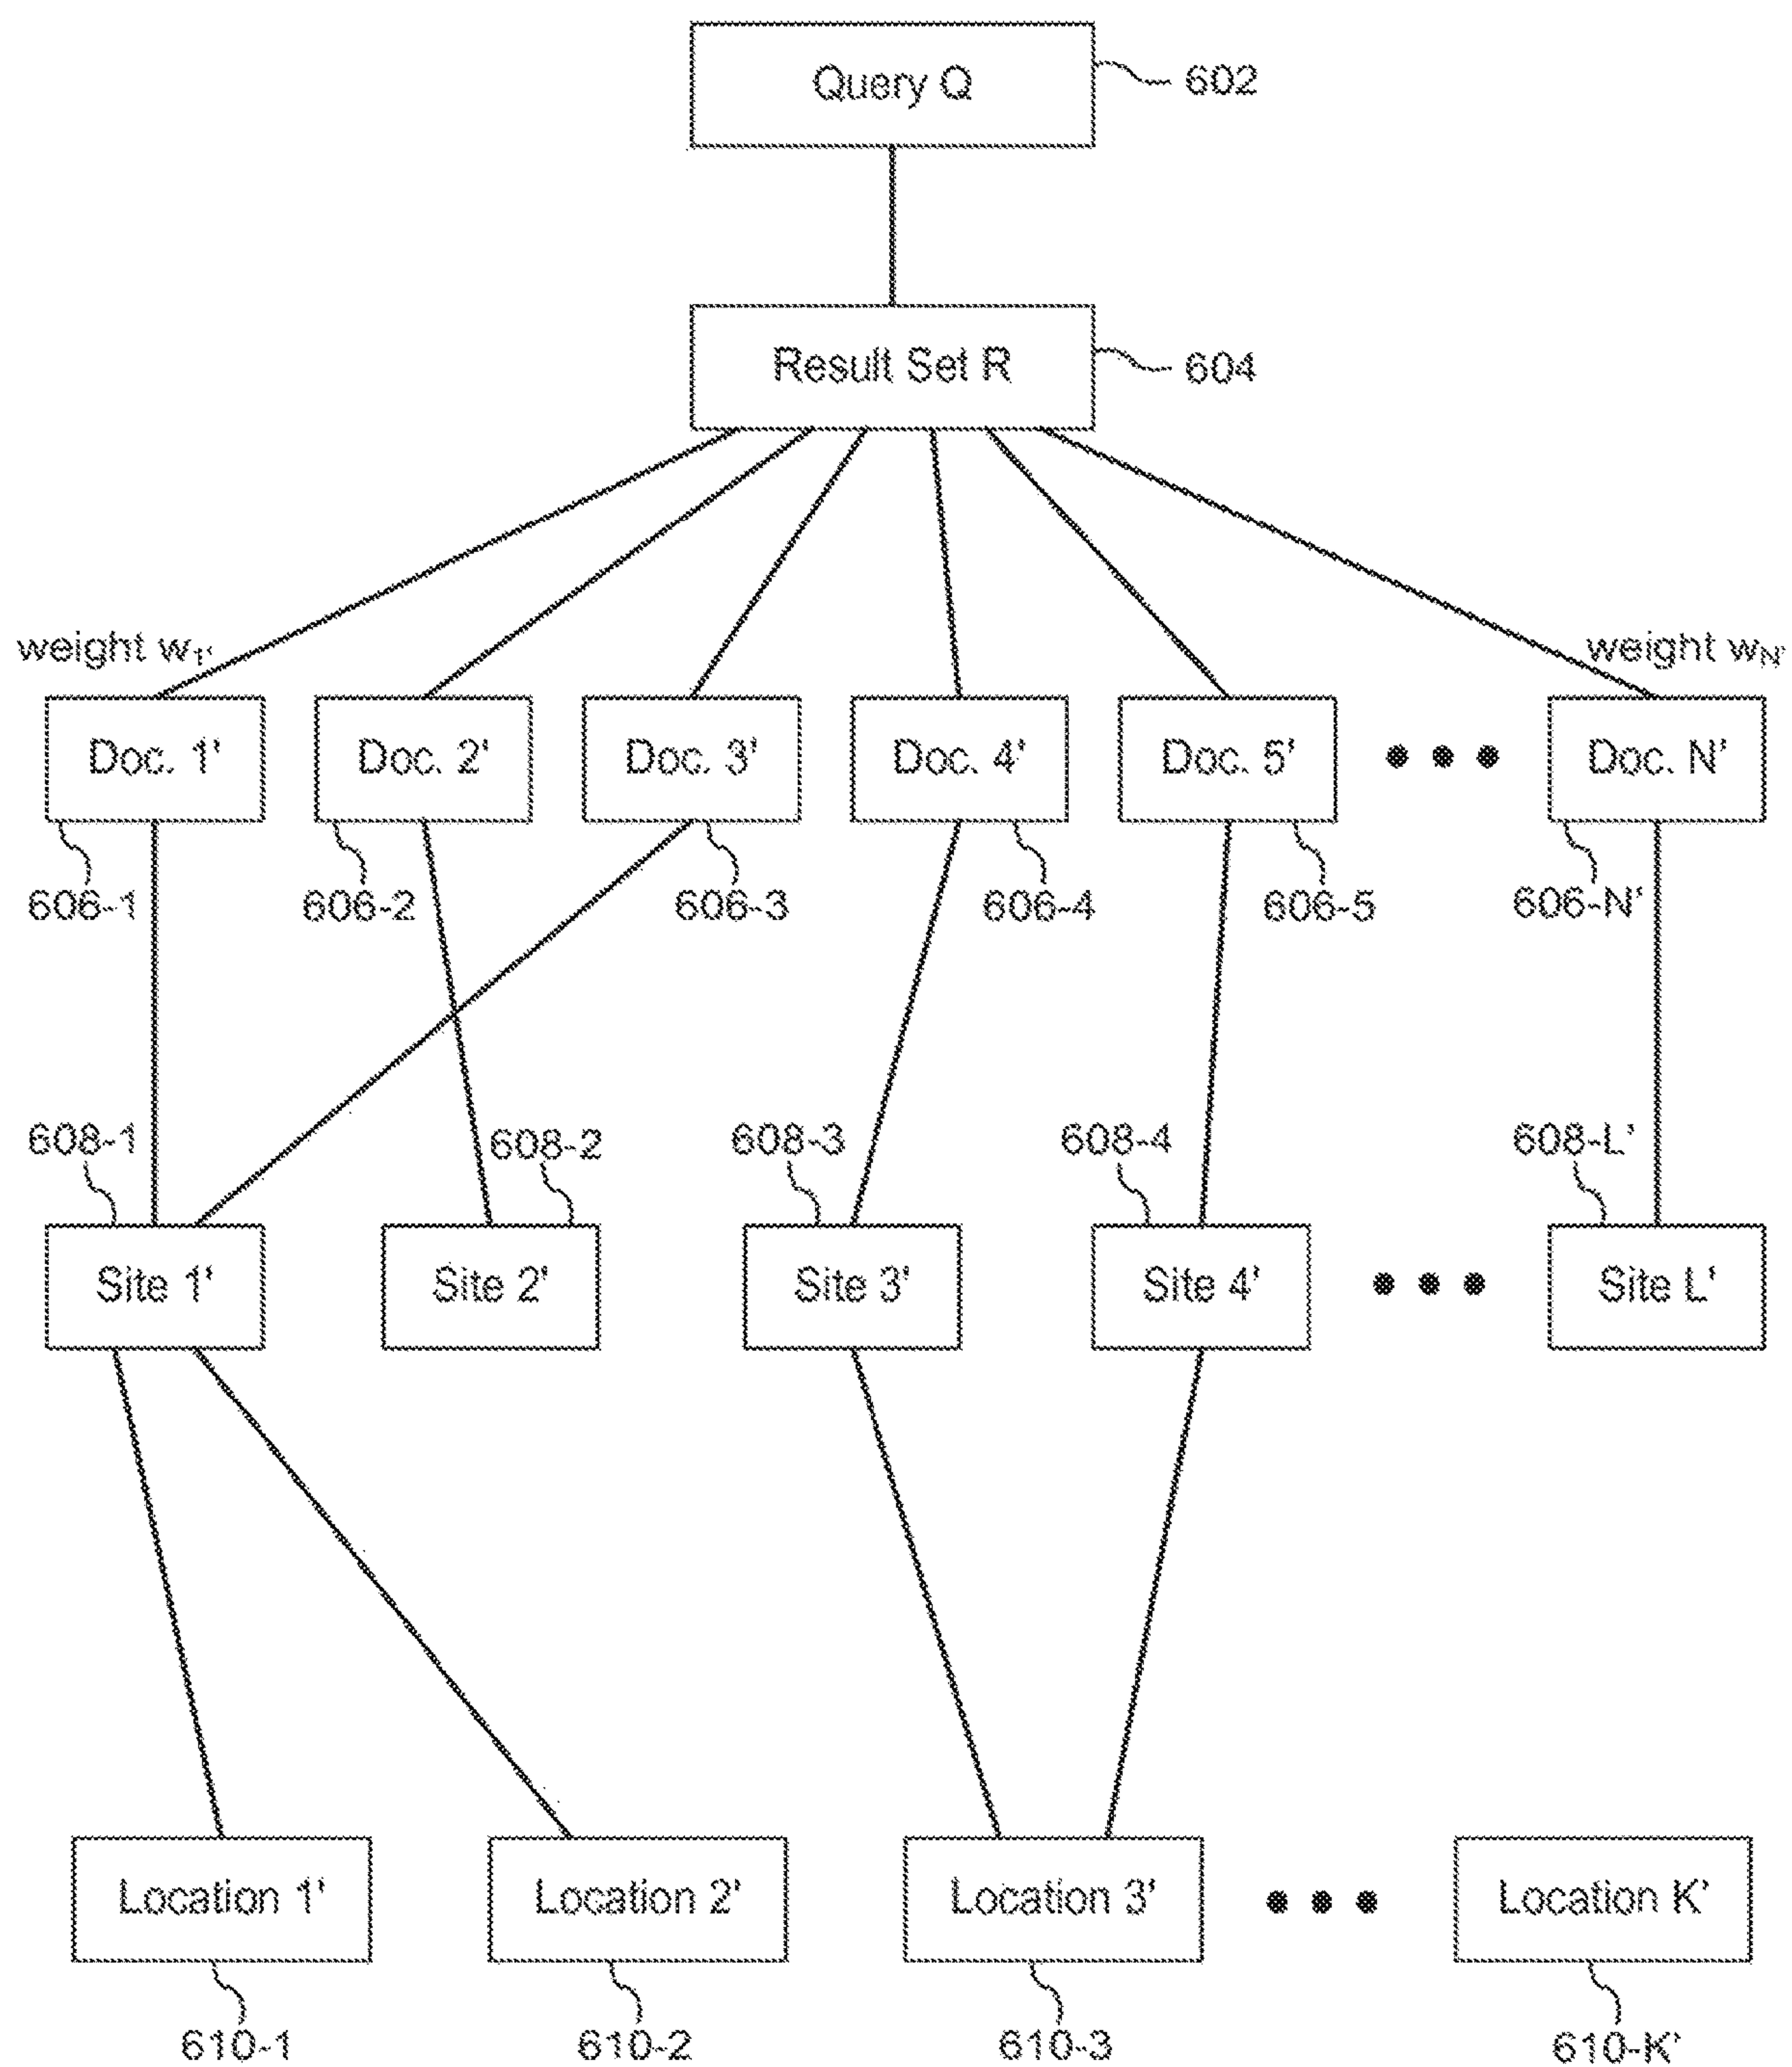 Query Q
602
Result Set R
604
weight w1'
weight wN'
Doc. 1'
Doc. 2'
Doc. 3'
Doc. 4'
Doc. 5'
Doc. N'
606-1
606-2
606-3
606-4
606-5
606-N'
608-1
608-2
608-3
608-4
608-L'
Site 1'
Site 2'
Site 3'
Site 4'
Site L'
Location 1'
Location 2'
Location 3'
Location K'
610-1
610-2
610-3
610-K'